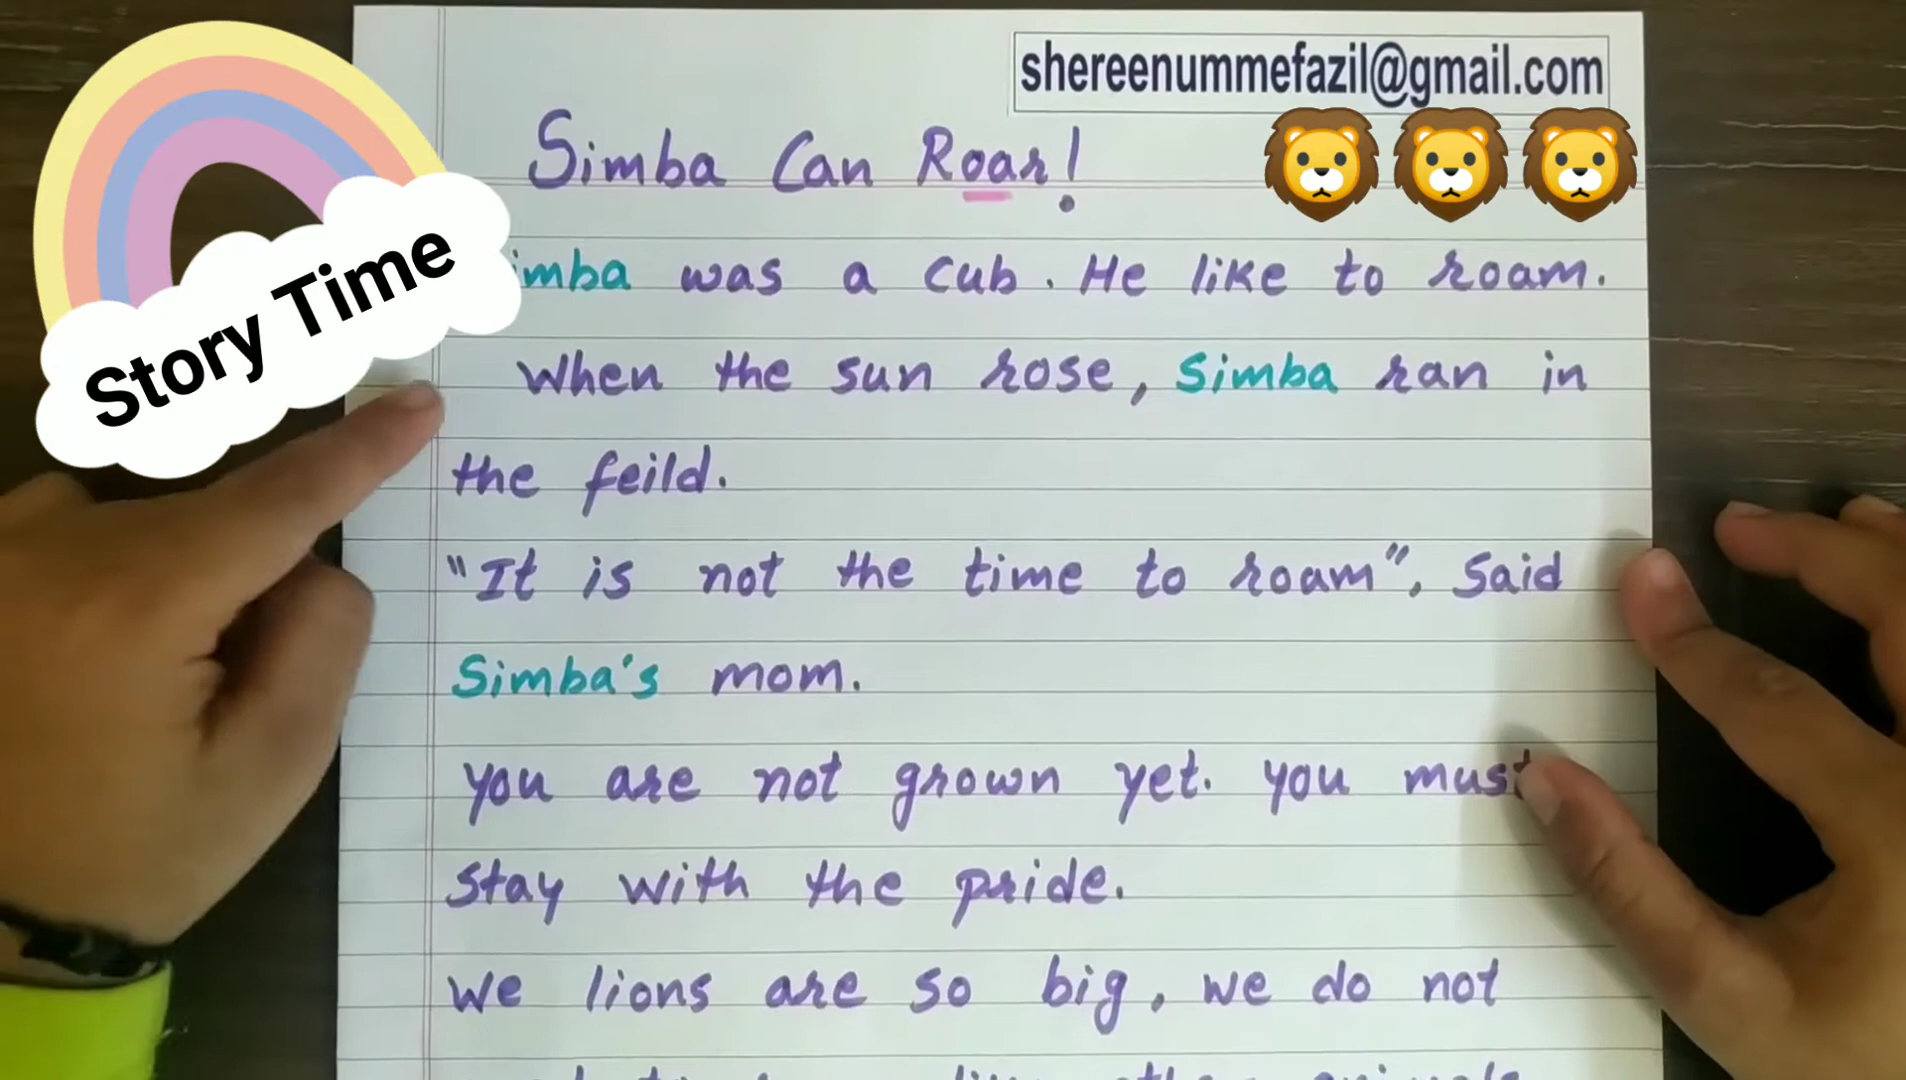 shereenummefazil@gmail.com
Story Time
Simba Can Roar!
imba was a cub. He like to roam.
When the sun rose, Simba ran in
the feild.
"It is not the time to roam", Said
Simba's mom.
you are not grown yet. you must
stay with the pride.
we lions are so big, we do not